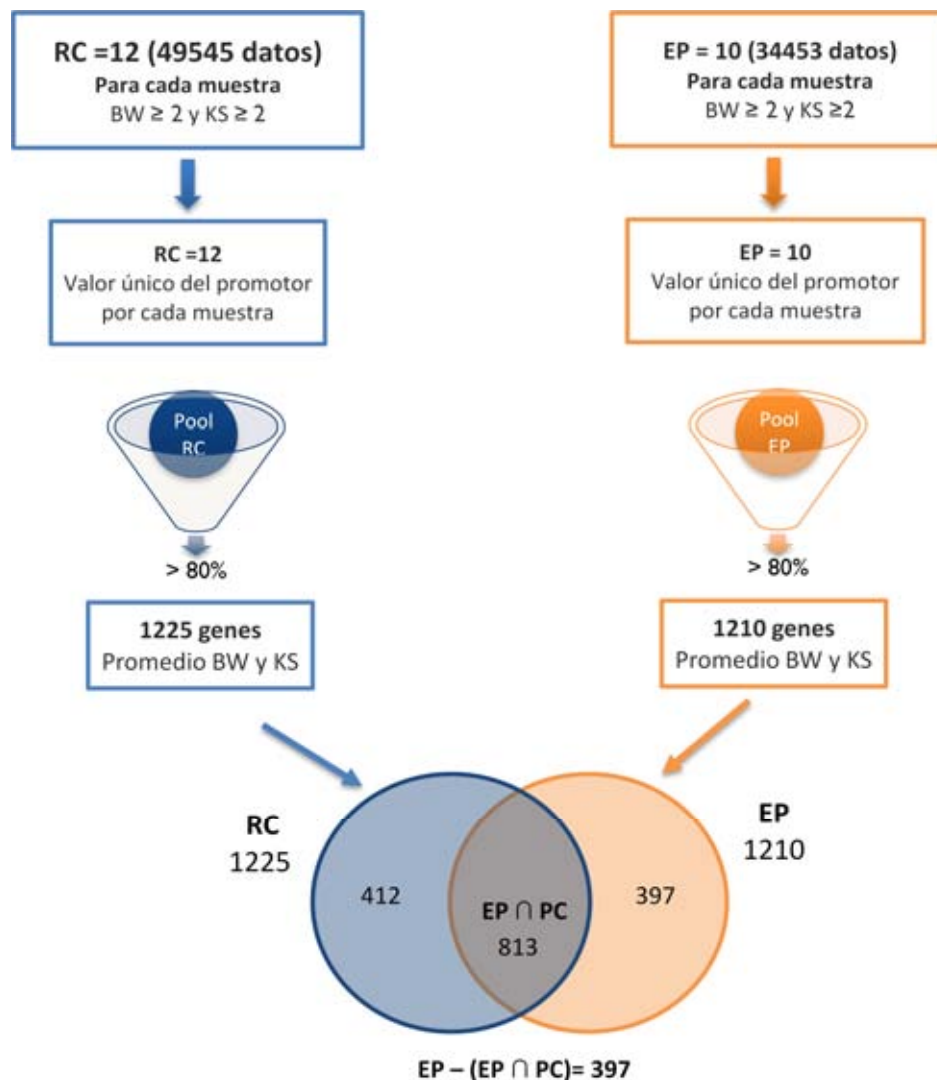 RC =12 (49545 datos)
Para cada muestra
BW ≥ 2 y KS ≥ 2
EP = 10 (34453 datos)
Para cada muestra
BW ≥ 2 y KS ≥2
RC =12
Valor único del promotor
por cada muestra
EP = 10
Valor único del promotor
por cada muestra
Pool
RC
Pool
EP
> 80%
> 80%
1225 genes
Promedio BW y KS
1210 genes
Promedio BW y KS
RC
1225
EP
1210
412
EP ∩ PC
813
397
EP – (EP ∩ PC)= 397